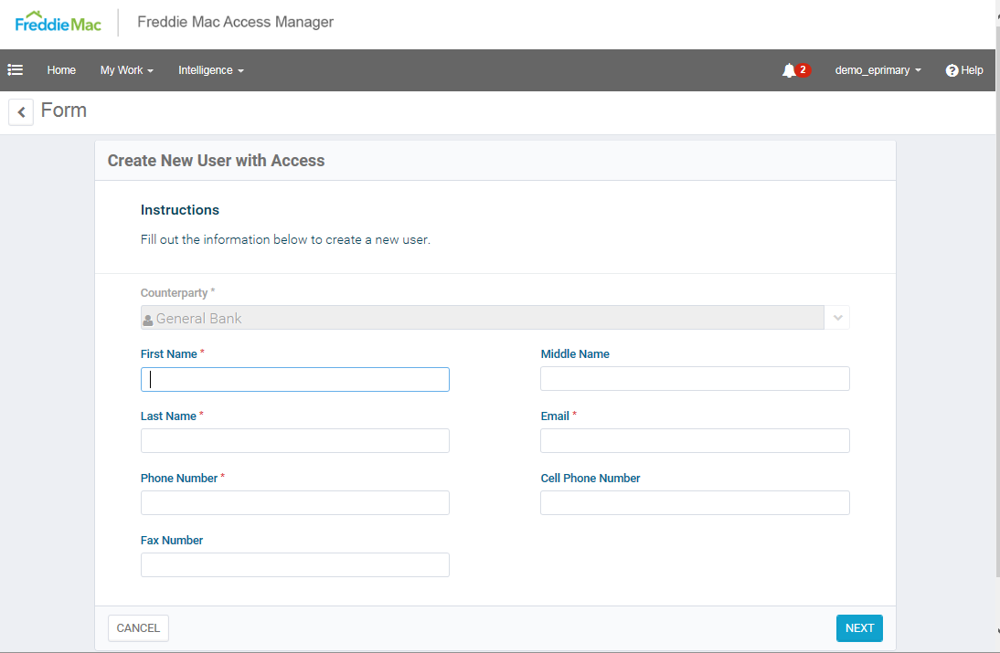 FreddieMac Freddie Mac Access Manager
Home My Work Intelligence 2 demo_eprimary ? Help
Form
Create New User with Access
Instructions
Fill out the information below to create a new user.
Counterparty *
General Bank
First Name * Middle Name
Last Name * Email *
Phone Number * Cell Phone Number
Fax Number
CANCEL NEXT